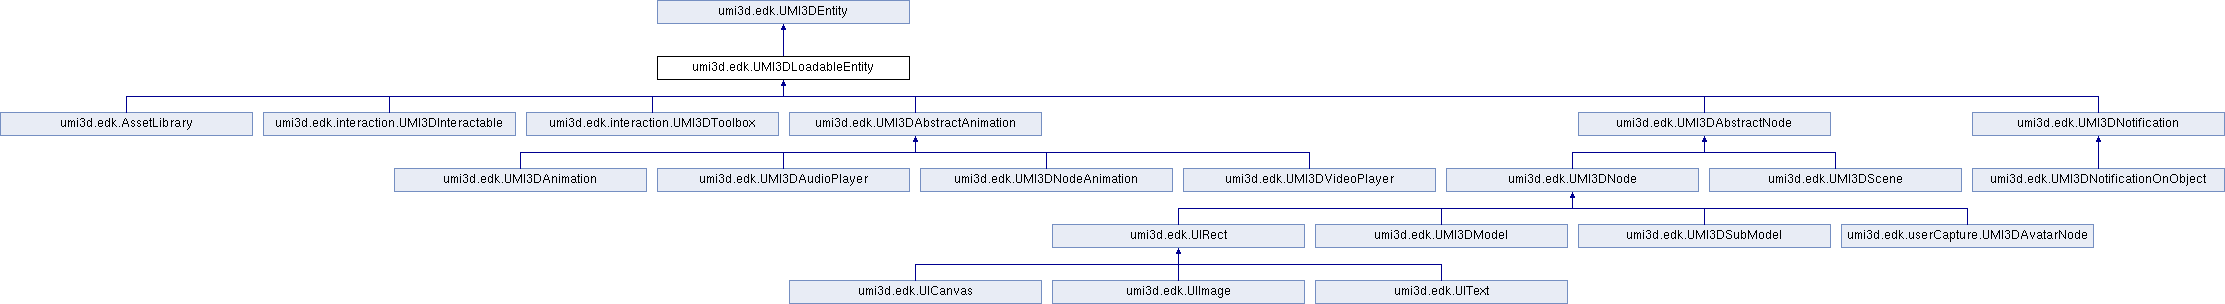 umi3d.edk.UMI3DEntity
umi3d.edk.UMI3DLoadableEntity
umi3d.edk.AssetLibrary
umi3d.edk.interaction.UMI3DInteractable
umi3d.edk.interaction.UMI3DToolbox
umi3d.edk.UMI3DAbstractAnimation
umi3d.edk.UMI3DAbstractNode
umi3d.edk.UMI3DNotification
umi3d.edk.UMI3DAnimation
umi3d.edk.UMI3DAudioPlayer
umi3d.edk.UMI3DNodeAnimation
umi3d.edk.UMI3DVideoPlayer
umi3d.edk.UMI3DNode
umi3d.edk.UMI3DScene
umi3d.edk.UMI3DNotificationOnObject
umi3d.edk.UIRect
umi3d.edk.UMI3DModel
umi3d.edk.UMI3DSubModel
umi3d.edk.userCapture.UMI3DAvatarNode
umi3d.edk.UICanvas
umi3d.edk.UIImage
umi3d.edk.UIText